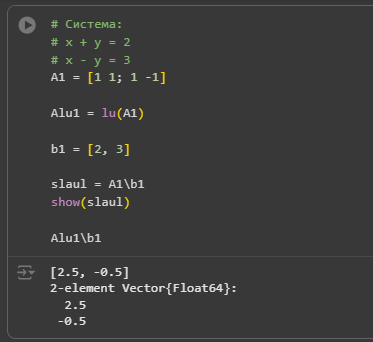 # Система:
# x + y = 2
# x - y = 3
A1 = [1 1; 1 -1]
Alu1 = lu(A1)
b1 = [2, 3]
slaul = A1\b1
show(slaul)
Alu1\b1
[2.5, -0.5]
2-element Vector{Float64}:
  2.5
 -0.5